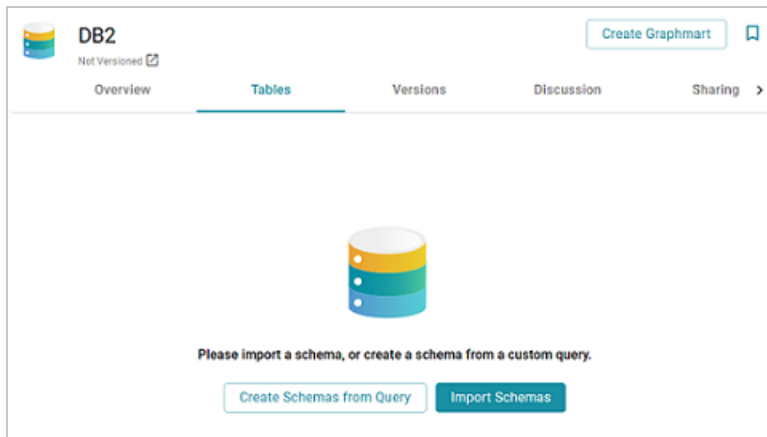 DB2
Create Graphmart
Not Versioned
Overview Tables Versions Discussion Sharing
Please import a schema, or create a schema from a custom query.
Create Schemas from Query Import Schemas